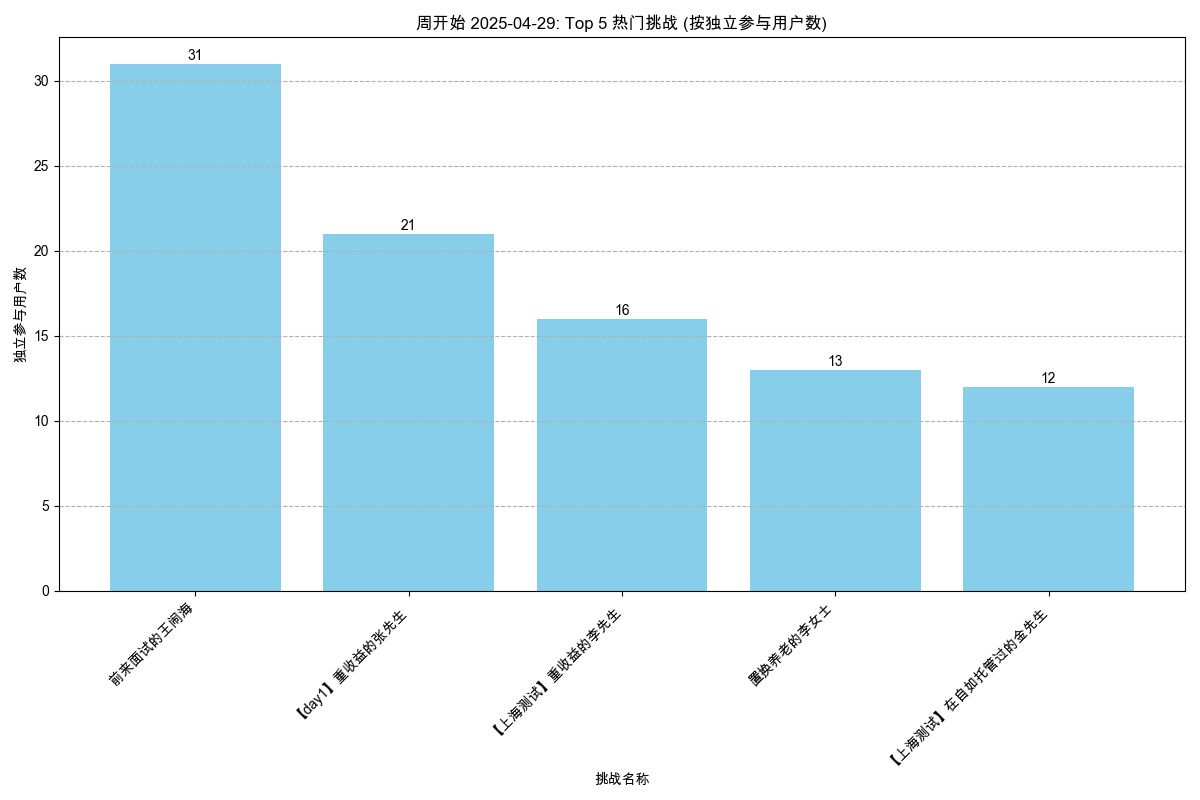 周开始 2025-04-29: Top 5 热门挑战 (按独立参与用户数)
独立参与用户数
30
25
20
15
10
5
0
31
21
16
13
12
前来面试的王闹海
【day1】重收益的张先生
【上海测试】重收益的李先生
置换养老的李女士
【上海测试】在自如托管过的金先生
挑战名称